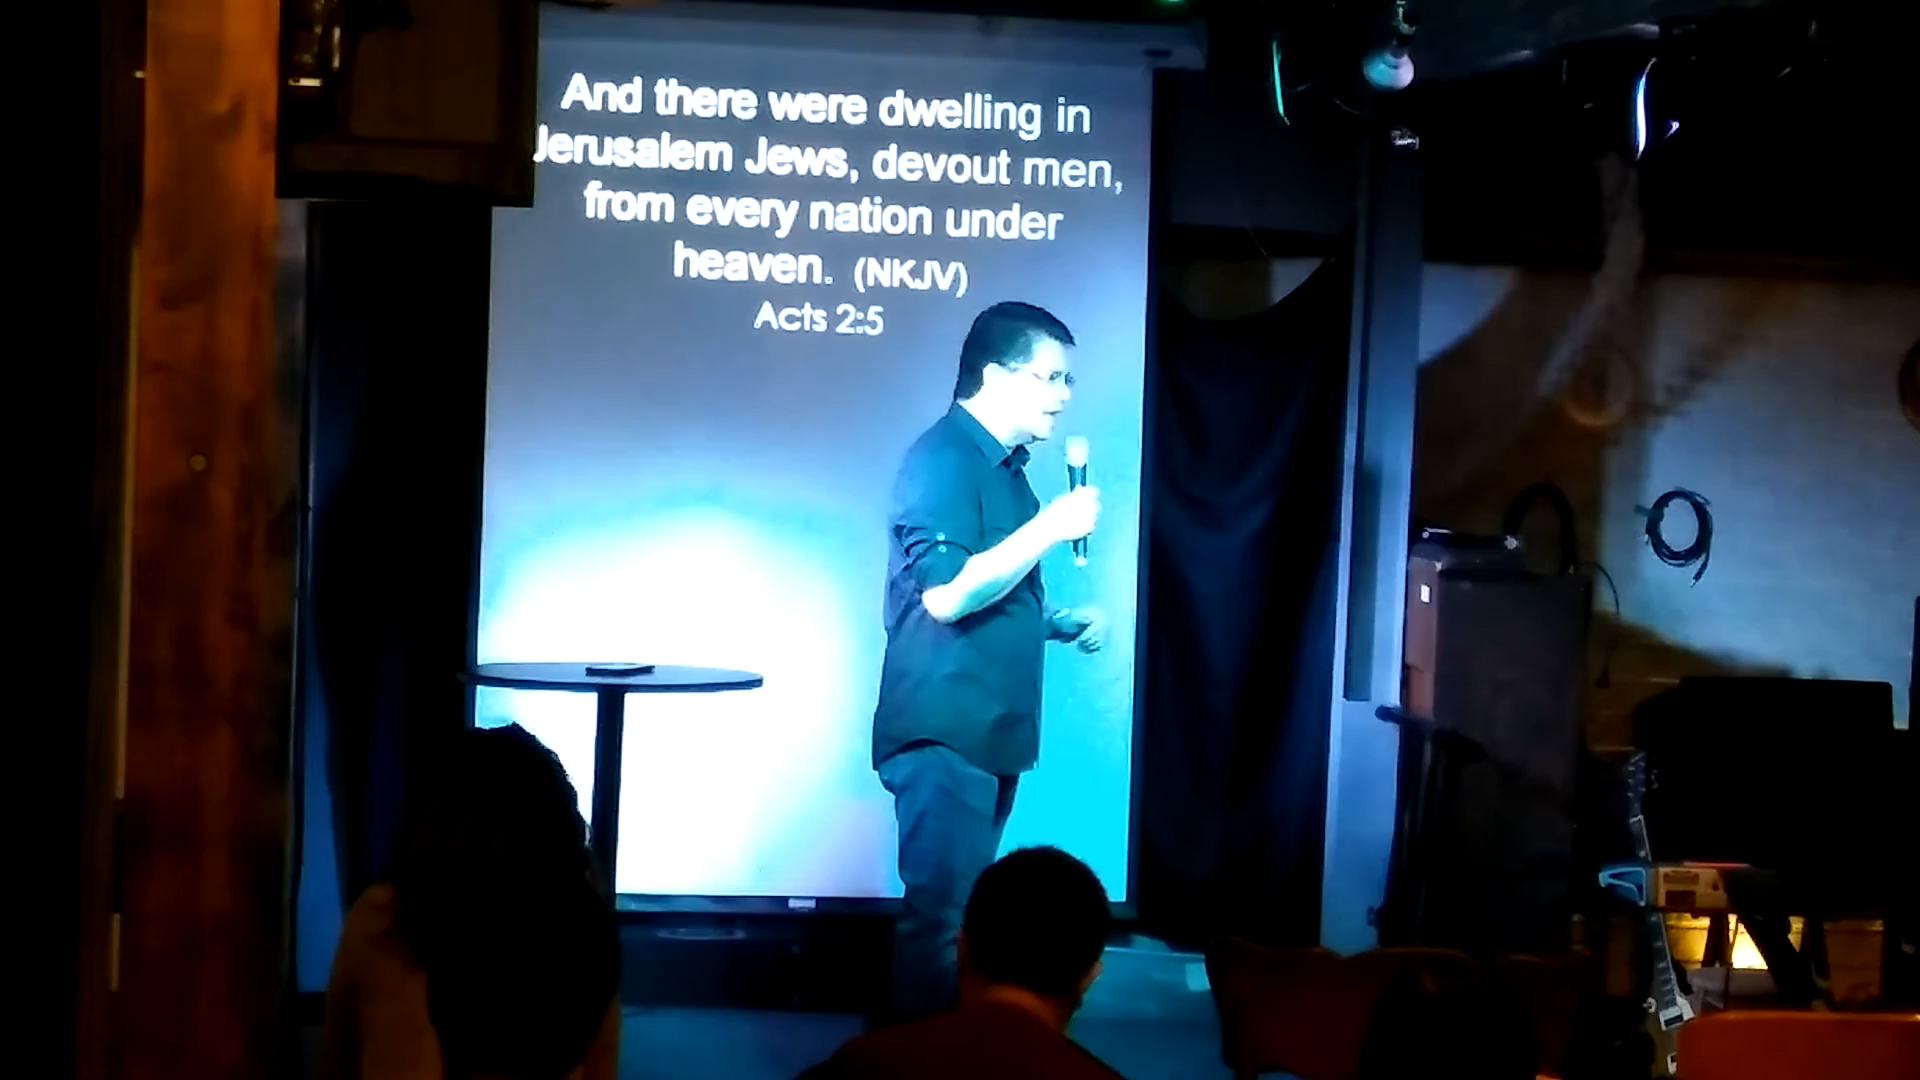 And there were dwelling in
Jerusalem Jews, devout men,
from every nation under
heaven. (NKJV)
Acts 2:5